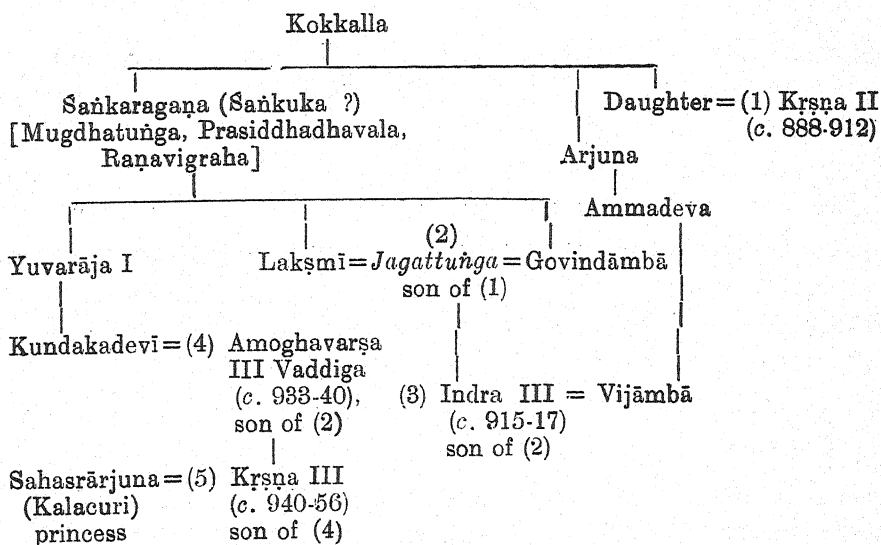 Kokkalla
Śaṅkaragaṇa (Śaṅkuka ?)
[Mugdhatuṅga, Prasiddhadhavala,
Raṇavigraha]
Daughter = (1) Kṛṣṇa II
(c. 888-912)
Arjuna
Ammadeva
Yuvarāja I
(2)
Lakṣmī = Jagattuṅga = Govindāmbā
son of (1)
Kundakadevī = (4) Amoghavarṣa
III Vaddiga
(c. 933-40),
son of (2)
(3) Indra III = Vijāmbā
(c. 915-17)
son of (2)
Sahasrārjuna = (5) Kṛṣṇa III
(Kalacuri) (c. 940-56)
princess son of (4)